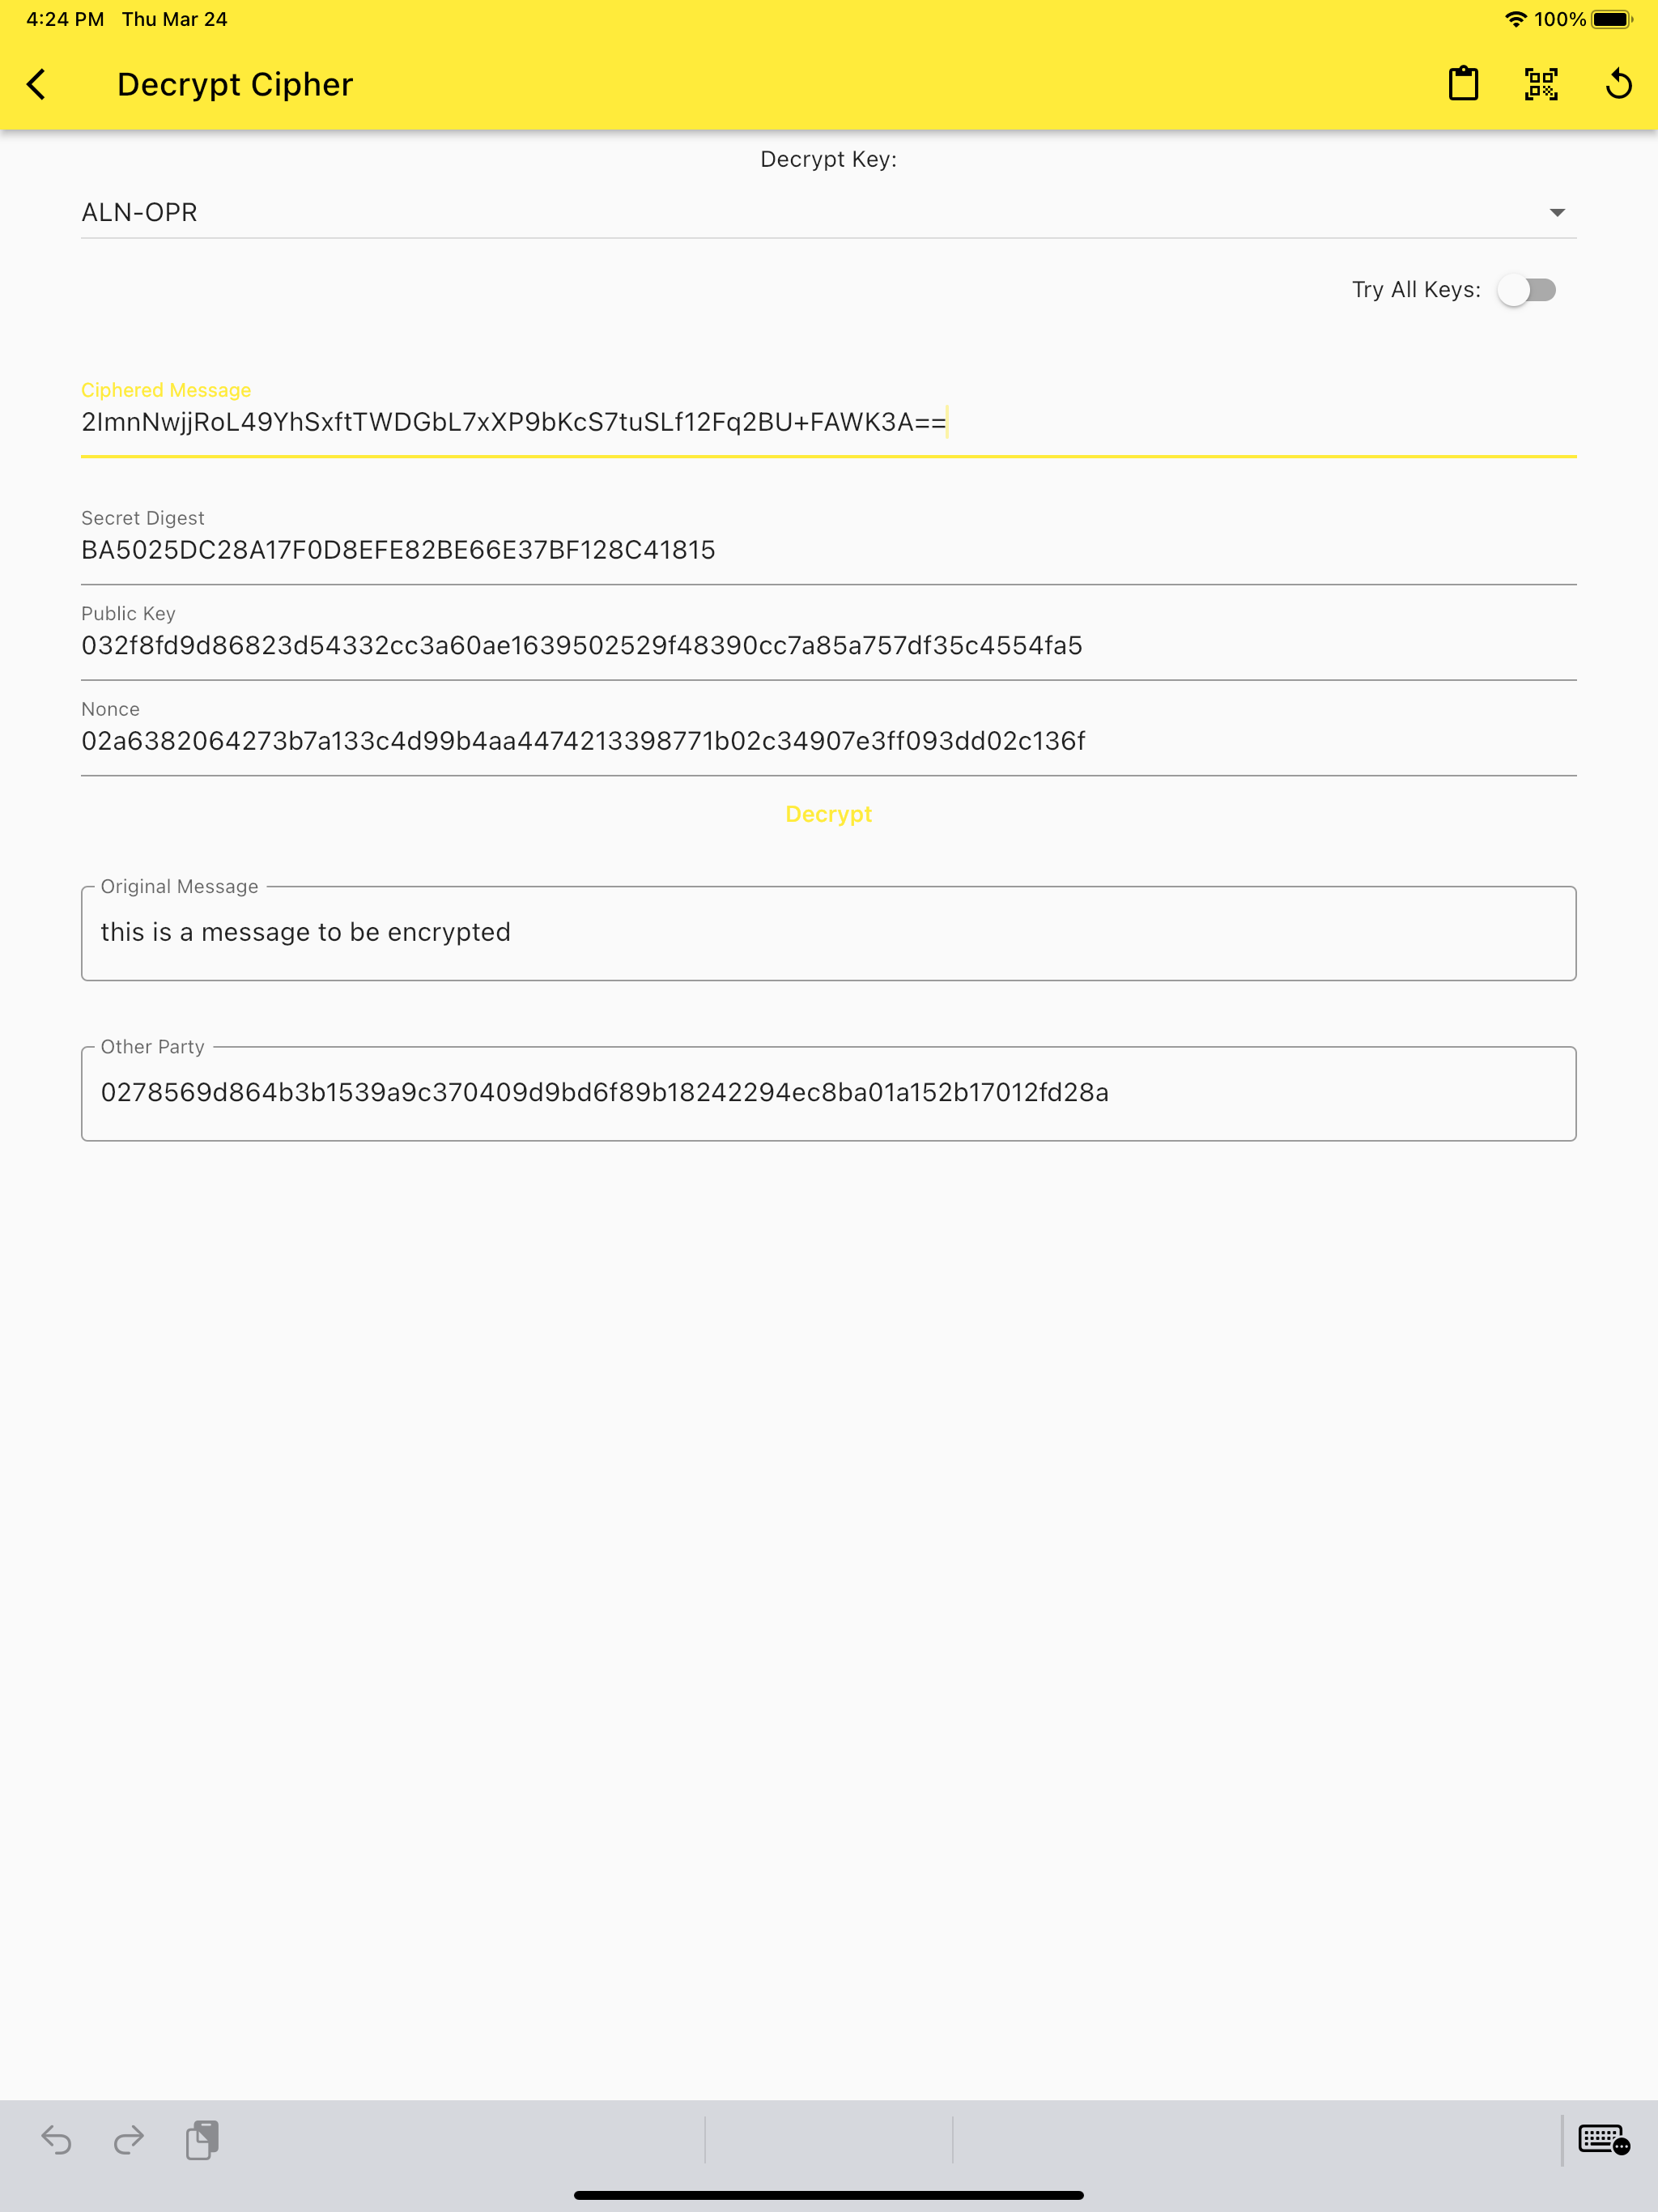 4:24 PM Thu Mar 24 100%
Decrypt Cipher
Decrypt Key:
ALN-OPR
Try All Keys:
Ciphered Message
2ImnNwjjRoL49YhSxftTWDGbL7xXP9bKcS7tuSLf12Fq2BU+FAWK3A==
Secret Digest
BA5025DC28A17F0D8EFE82BE66E37BF128C41815
Public Key
032f8fd9d86823d54332cc3a60ae1639502529f48390cc7a85a757df35c4554fa5
Nonce
02a6382064273b7a133c4d99b4aa4474213398771b02c34907e3ff093dd02c136f
Decrypt
Original Message
this is a message to be encrypted
Other Party
0278569d864b3b1539a9c370409d9bd6f89b18242294ec8ba01a152b17012fd28a